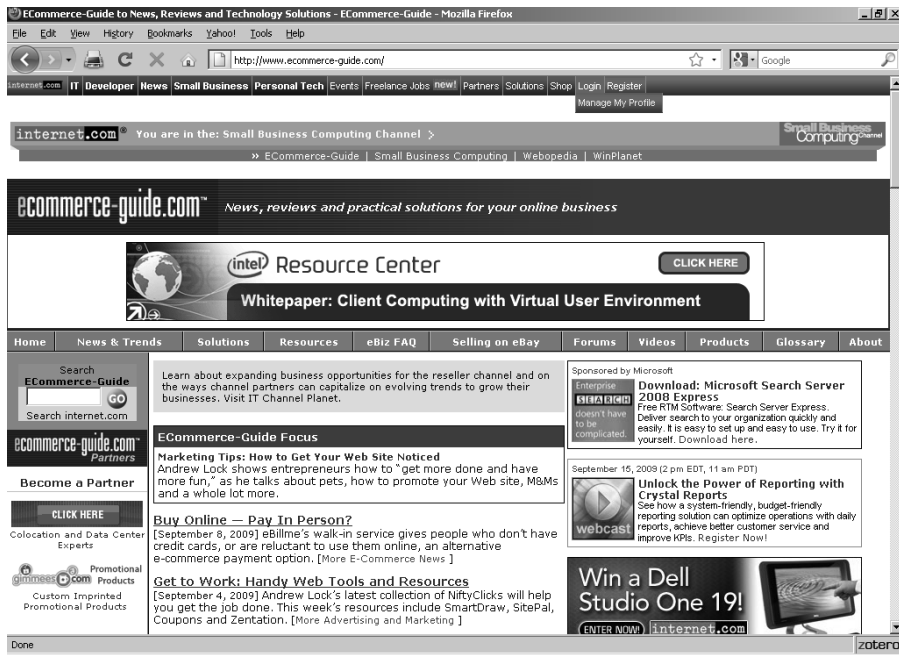 ECommerce-Guide to News, Reviews and Technology Solutions - ECommerce-Guide - Mozilla Firefox
File Edit View History Bookmarks Yahoo! Tools Help
http://www.ecommerce-guide.com/
Google
internet.com IT Developer News Small Business Personal Tech Events Freelance Jobs new! Partners Solutions Shop Login Register
Manage My Profile
internet.com® You are in the: Small Business Computing Channel >
Small Business Computing Channel
» ECommerce-Guide | Small Business Computing | Webopedia | WinPlanet
ecommerce-guide.com™ News, reviews and practical solutions for your online business
intel Resource Center
CLICK HERE
Whitepaper: Client Computing with Virtual User Environment
Home News & Trends Solutions Resources eBiz FAQ Selling on eBay Forums Videos Products Glossary About
Search
ECommerce-Guide
GO
Search internet.com
ecommerce-guide.com™
Partners
Become a Partner
CLICK HERE
Colocation and Data Center
Experts
gimmees.com Promotional
Products
Custom Imprinted
Promotional Products
Learn about expanding business opportunities for the reseller channel and on
the ways channel partners can capitalize on evolving trends to grow their
businesses. Visit IT Channel Planet.
ECommerce-Guide Focus
Marketing Tips: How to Get Your Web Site Noticed
Andrew Lock shows entrepreneurs how to "get
more done and have
more fun," as he talks about pets, how to promote your Web site, M&Ms
and a whole lot more.
Buy Online — Pay In Person?
[September 8, 2009] eBillme's walk-in service gives people who don't have
credit cards, or are reluctant to use them online, an alternative
e-commerce payment option. [More E-Commerce News ]
Get to Work: Handy Web Tools and Resources
[September 4, 2009] Andrew Lock's latest collection of NiftyClicks will help
you get the job done. This week's resources include SmartDraw, SitePal,
Coupons and Zentation. [More Advertising and Marketing ]
Sponsored by Microsoft
Enterprise
SEARCH
doesn't have
to be
complicated.
Download: Microsoft Search Server
2008 Express
Free RTM Software: Search Server Express.
Deliver search to your organization quickly and
easily. It is easy to set up and easy to use. Try it for
yourself. Download here.
September 15, 2009 (2 pm EDT, 11 am PDT)
webcast
Unlock the Power of Reporting with
Crystal Reports
See how a system-friendly, budget-friendly
reporting solution can optimize operations with daily
reports, achieve better customer service and
improve KPIs. Register Now!
Win a Dell
Studio One 19!
ENTER NOW! internet.com
Done
zotero